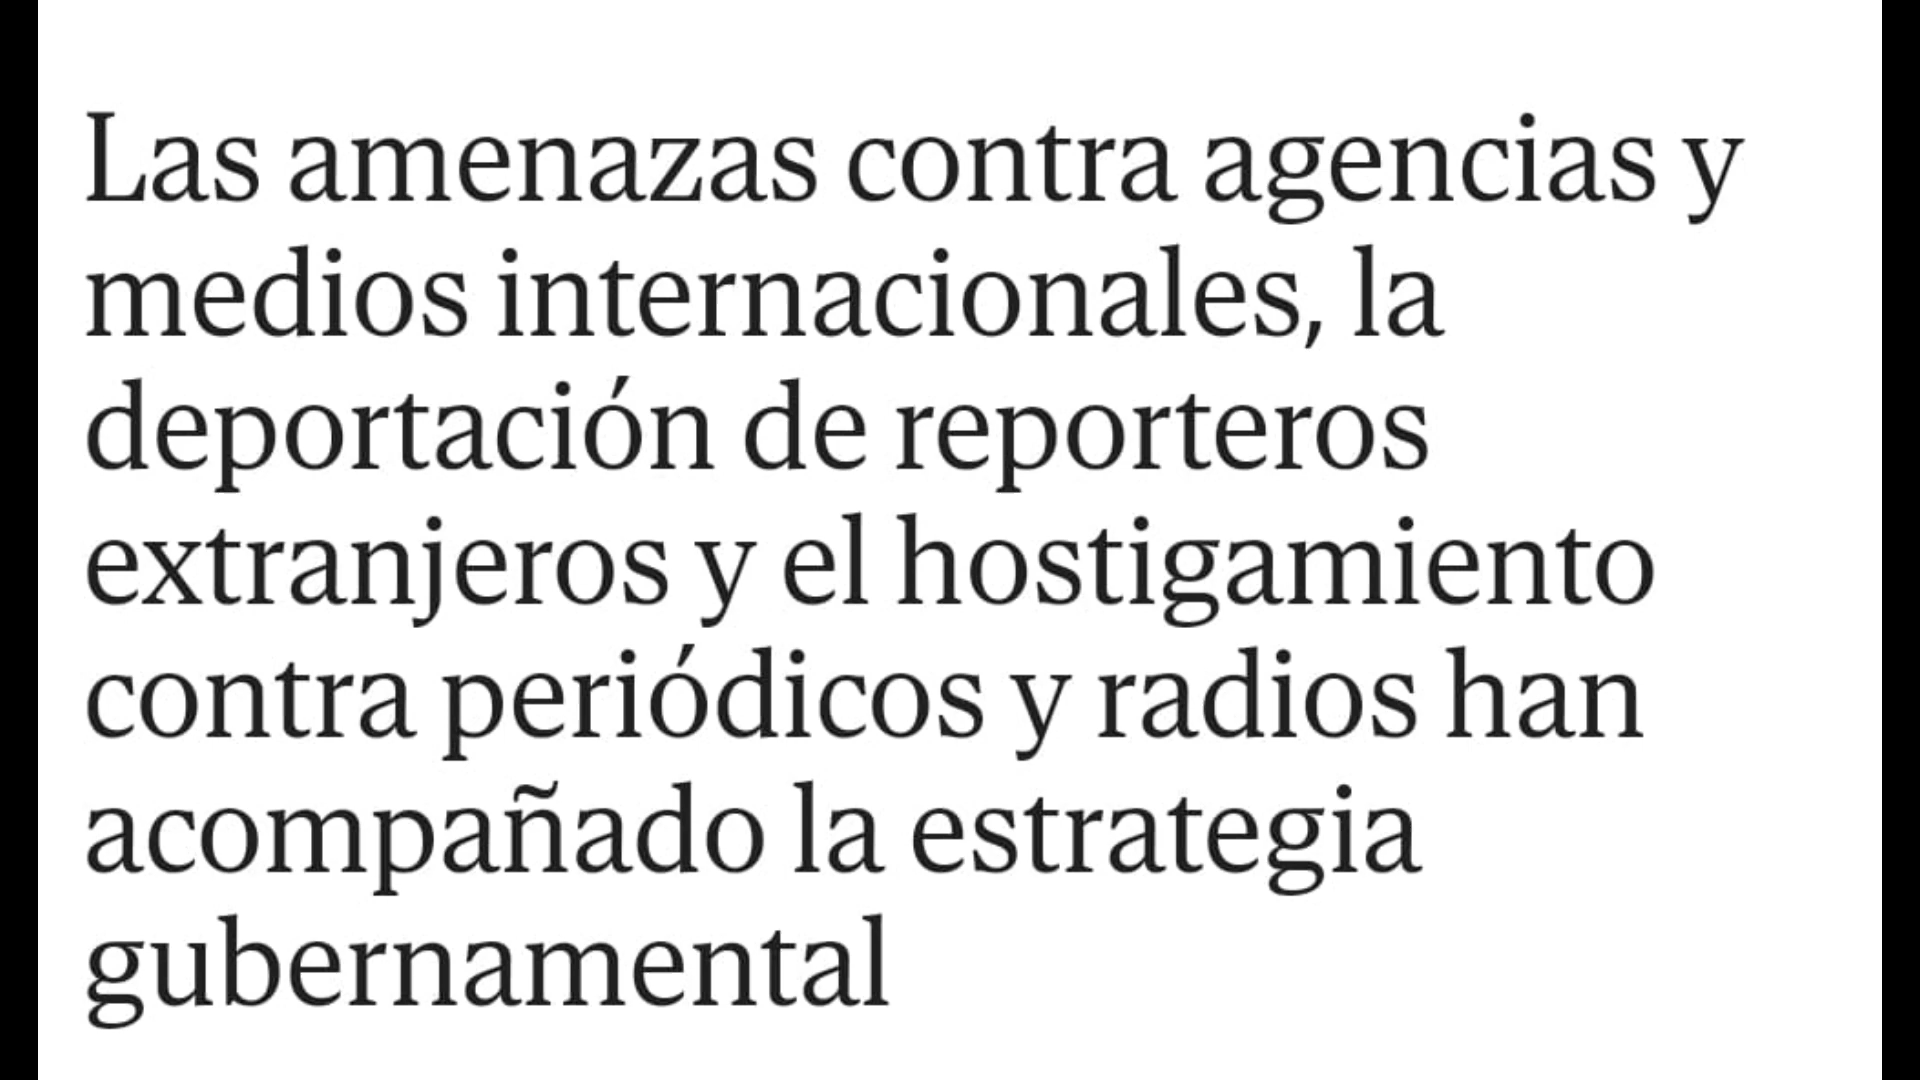 Las amenazas contra agencias y
medios internacionales, la
deportación de reporteros
extranjeros y el hostigamiento
contra periódicos y radios han
acompañado la estrategia
gubernamental